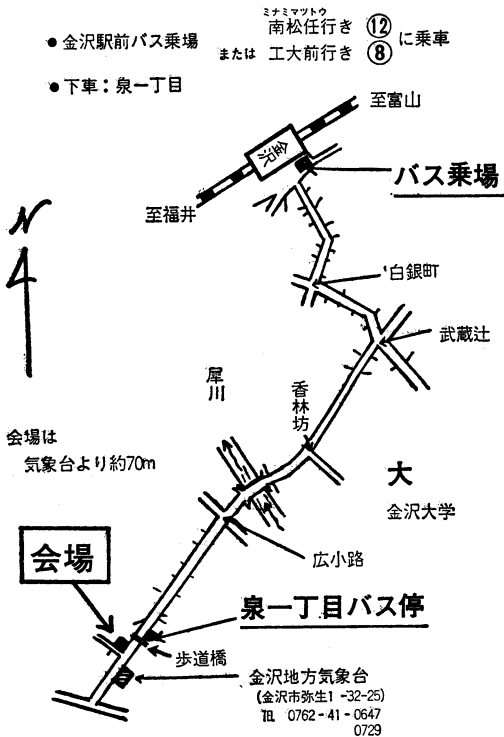 ● 金沢駅前バス乗場
ミナミマツトウ
南松任行き ⑫
または 工大前行き ⑧ に乗車
● 下車：泉一丁目
至富山
金沢
バス乗場
至福井
N
白銀町
武蔵辻
犀川
香林坊
会場は
気象台より約70m
大
金沢大学
広小路
会場
泉一丁目バス停
歩道橋
金沢地方気象台
(金沢市弥生1-32-25)
TEL 0762-41-0647
0729